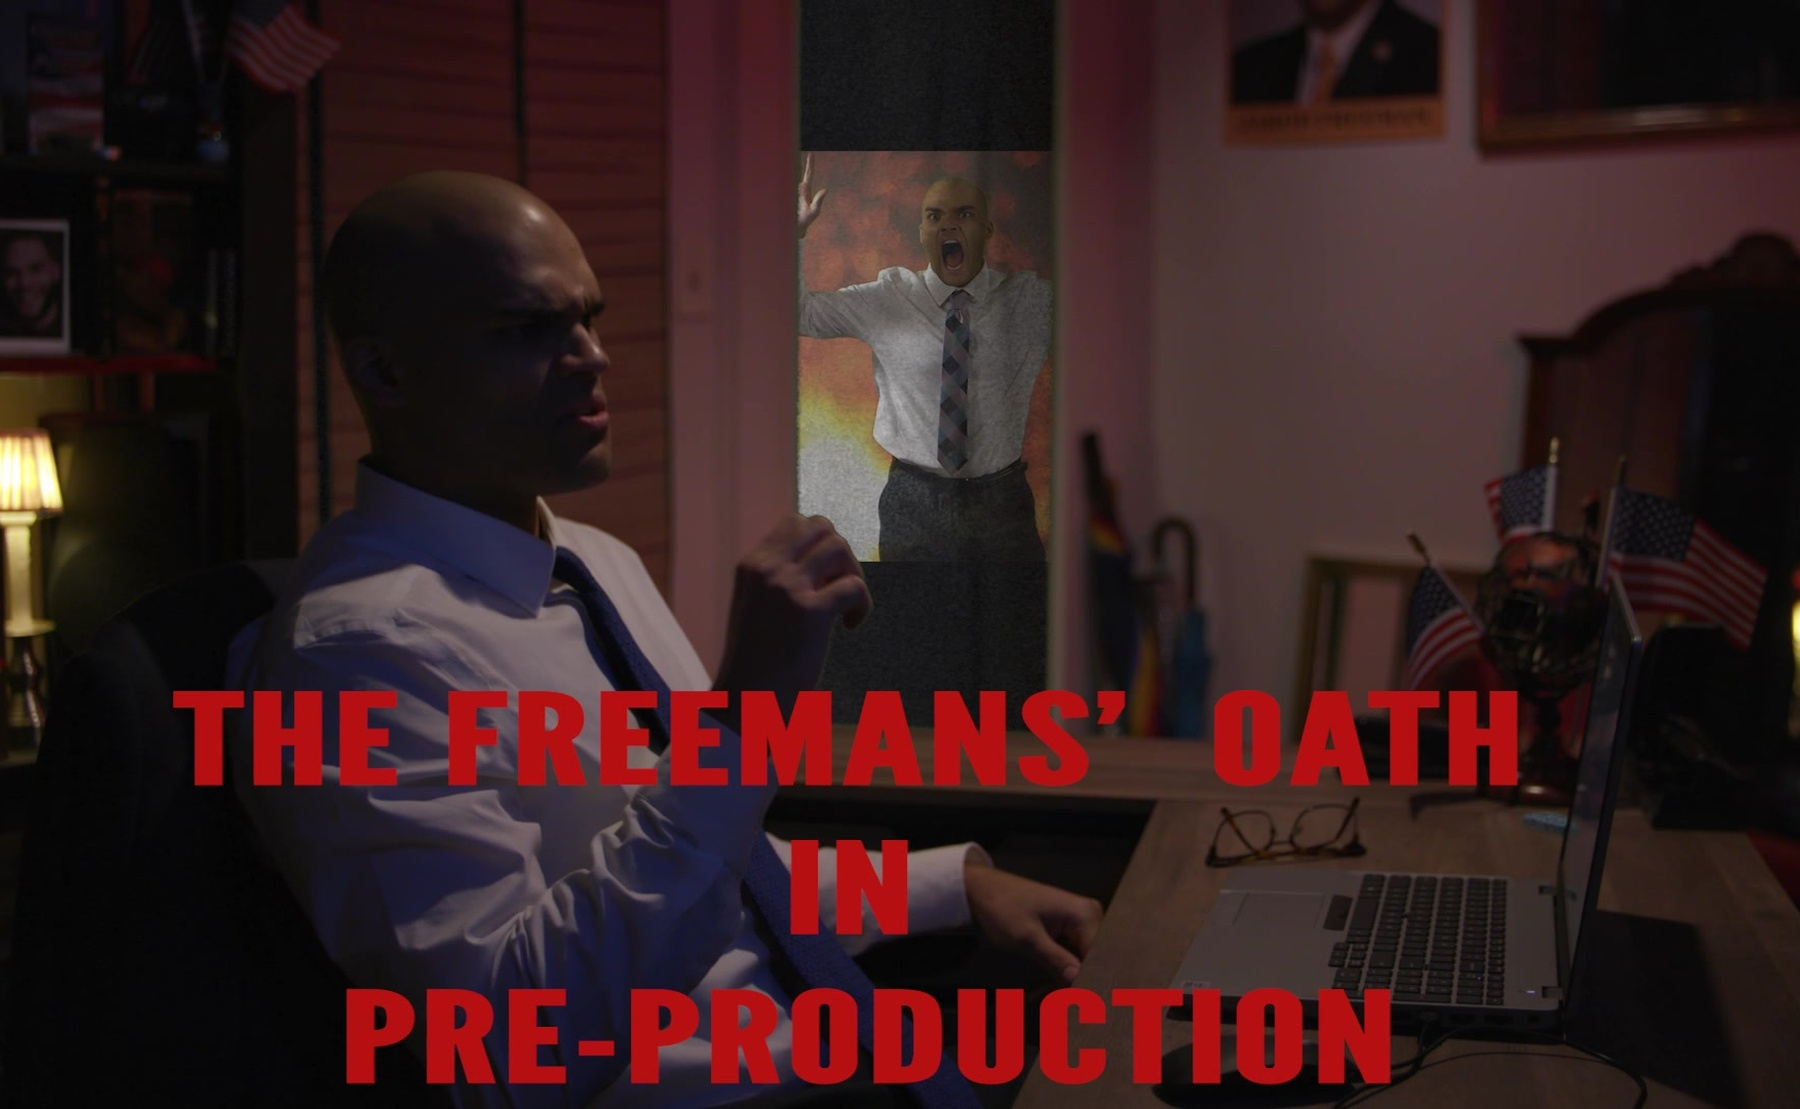 THE FREEMANS’ OATH
IN
PRE-PRODUCTION